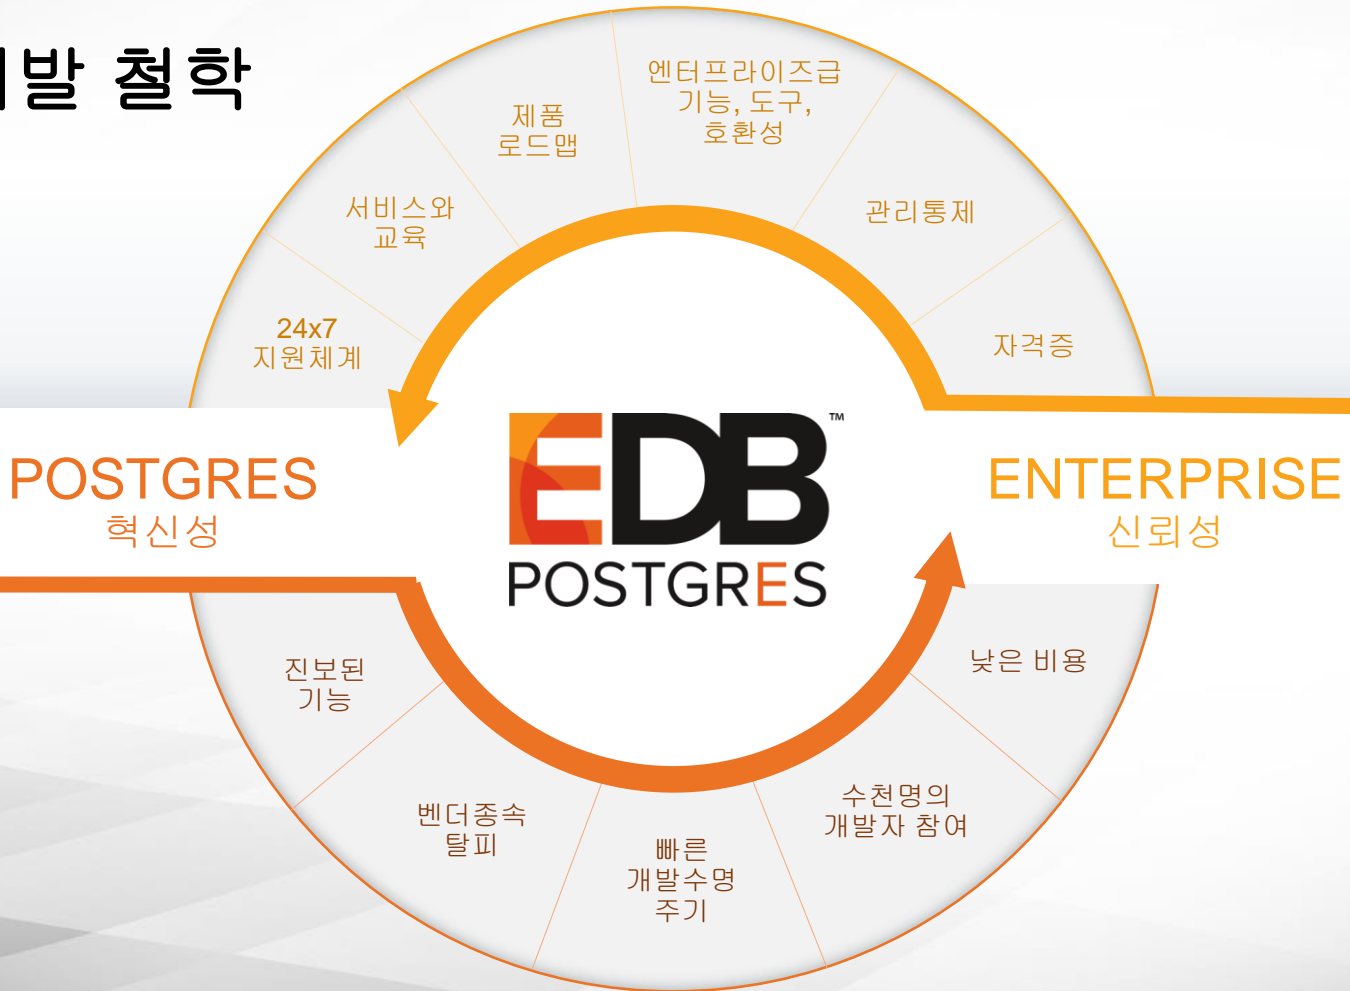 발 철학
엔터프라이즈급
기능, 도구,
호환성
제품
로드맵
서비스와
교육
관리통제
24x7
지원체계
자격증
POSTGRES
혁신성
EDB™
POSTGRES
ENTERPRISE
신뢰성
진보된
기능
낮은 비용
벤더종속
탈피
수천명의
개발자 참여
빠른
개발수명
주기